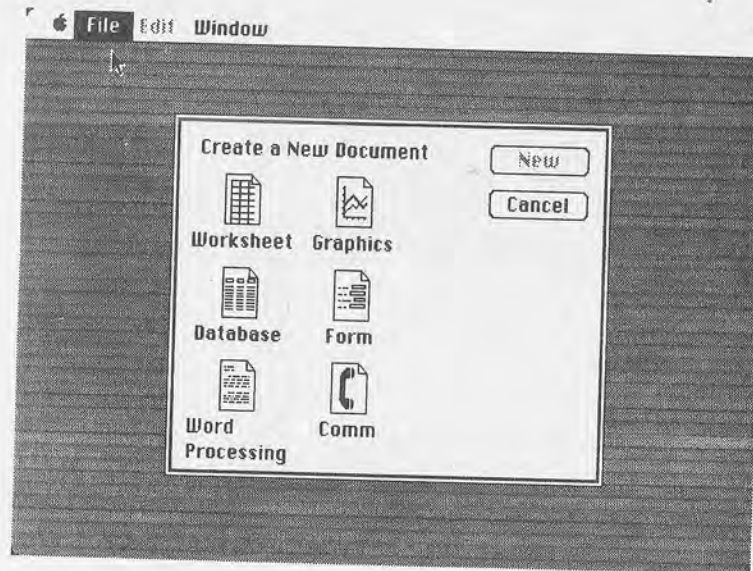 File Edit Window
Create a New Document
New
Cancel
Worksheet Graphics
Database Form
Word Processing
Comm